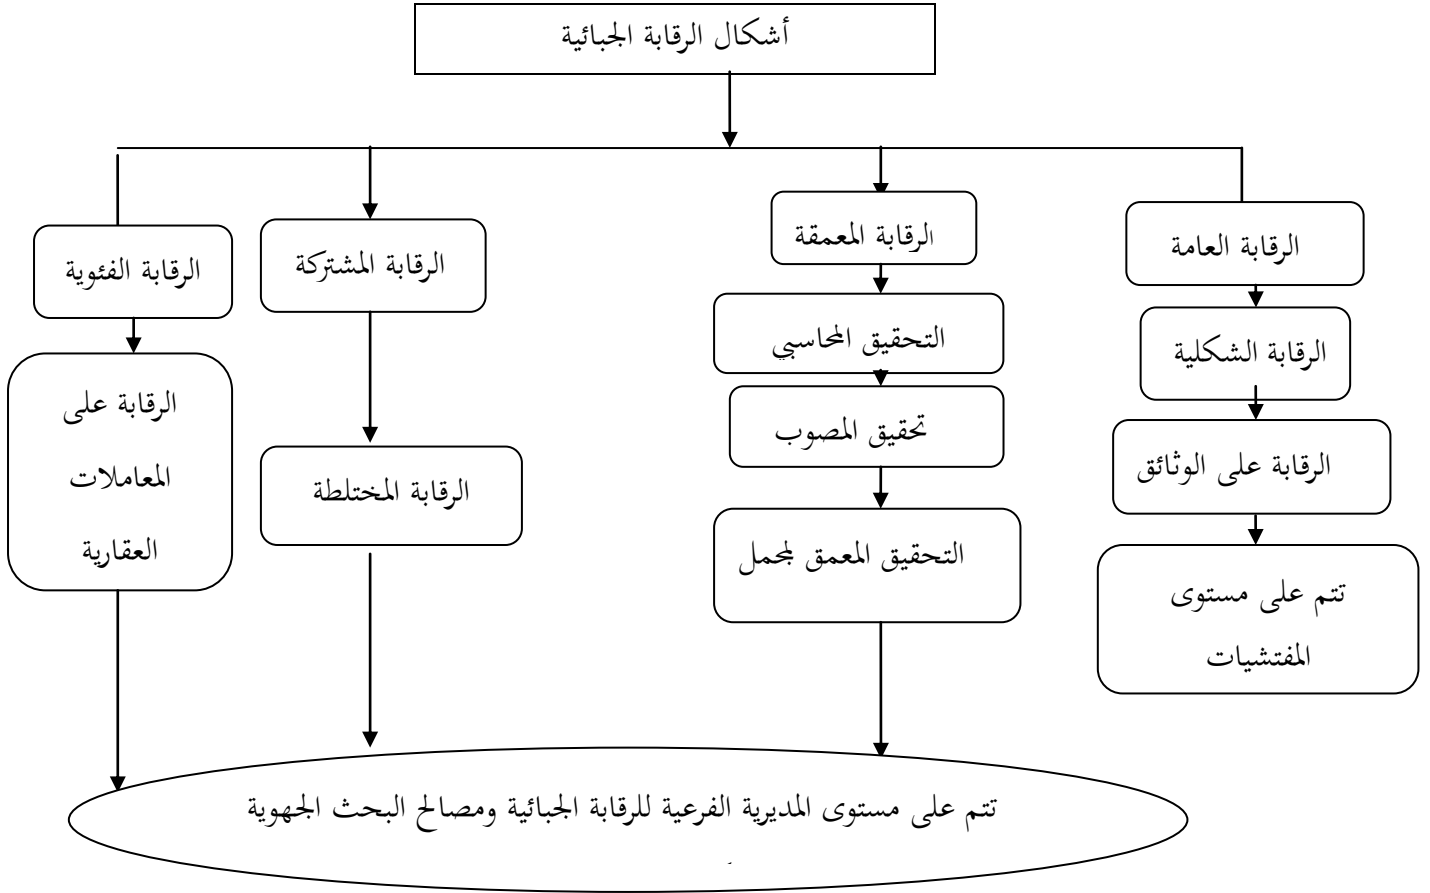 أشكال الرقابة الجبائية
الرقابة العامة
الرقابة الشكلية
الرقابة على الوثائق
تتم على مستوى
المفتشيات
الرقابة المعمقة
التحقيق المحاسبي
تحقيق المصوب
التحقيق المعمق لمجمل
الرقابة المشتركة
الرقابة المختلطة
الرقابة الفئوية
الرقابة على
المعاملات
العقارية
تتم على مستوى المديرية الفرعية للرقابة الجبائية ومصالح البحث الجهوية